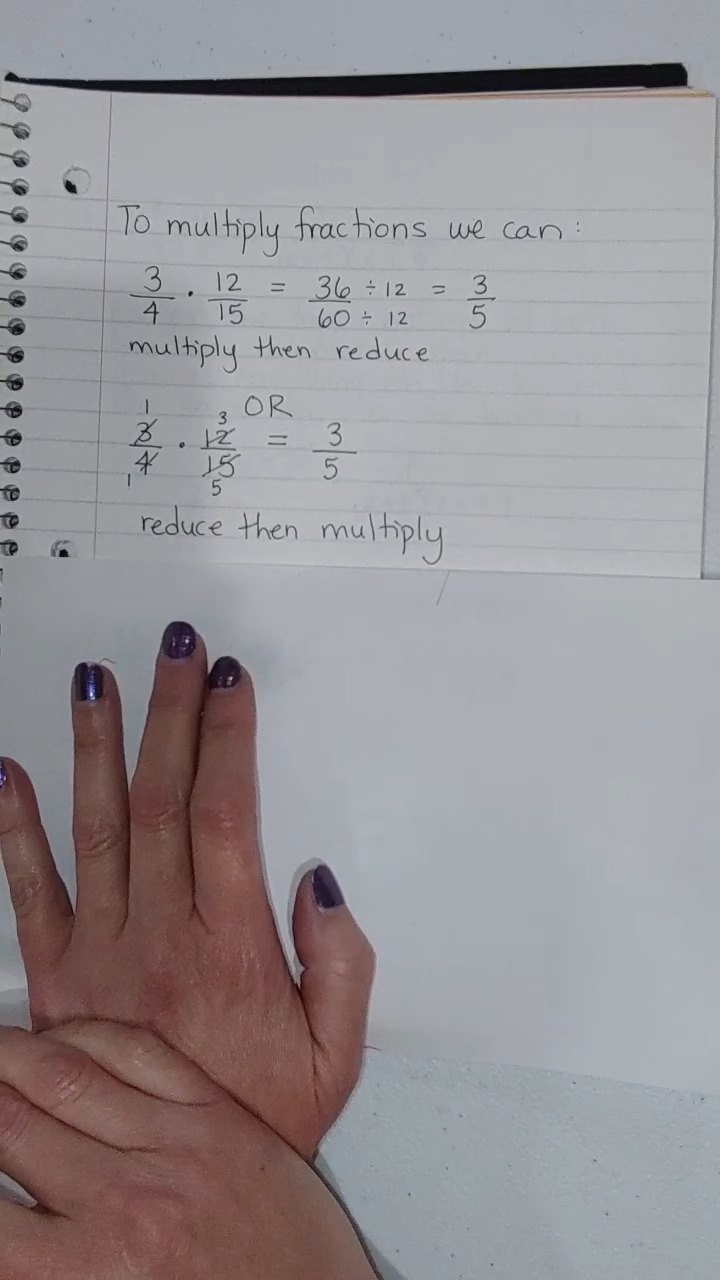 To multiply fractions we can:
3/4 · 12/15 = 36 ÷ 12 / 60 ÷ 12 = 3/5
multiply then reduce
OR
1 3
3/4 · 12/15 = 3/5
1 5
reduce then multiply